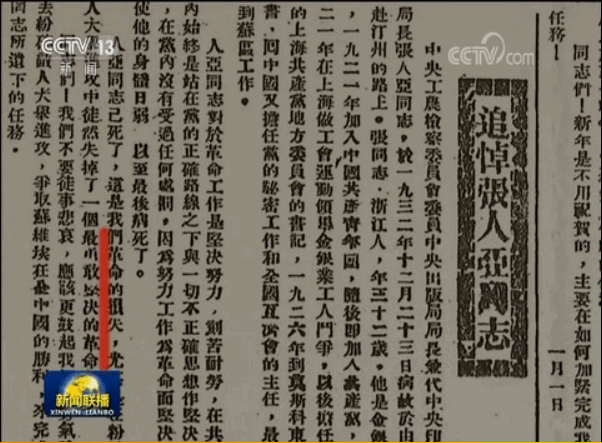 CCTV 13
新闻
CCTV.com
同志們！新年是不用祝賀的，主要在如何加緊完成我
任務！
一月一日
追悼張人亞同志
中央工農檢察委員會委員中央出版局局長兼代中央印
局長張人亞同志，於一九三二年十二月二十三日病故於由
赴汀州的路上。張同志，浙江人，年三十二歲，他是金銀
，一九二一加入中國共產青年團，隨後即加入共產黨，
二一年在上海做工會運動領導金銀業工人鬥爭，以後擔任
的上海共產黨地方委員會的書記，一九二六年到莫斯科東
書，回中國又擔任黨的秘密工作和全國互濟會的主任，最
到蘇區工作。
人亞同志對於革命工作是堅決努力，刻苦耐勞，在共
內始終是站在黨的正確路線之下與一切不正確思想作堅決
，在黨內沒有受過任何處罰。因為努力工作為革命而堅決
使他的身體日弱 以至最後病死了。
人亞同志已死了，這是我們革命的損失，尤 粉
人大舉進攻中徒然失掉了一個最勇敢堅決的革命
同志們！我們不要徒事悲哀，應該更鼓起我 氣
去粉 敵人大舉進攻，爭取蘇維埃在全中國的勝利，來完
同志所遺下的任務。
新闻联播
XINWEN LIANBO